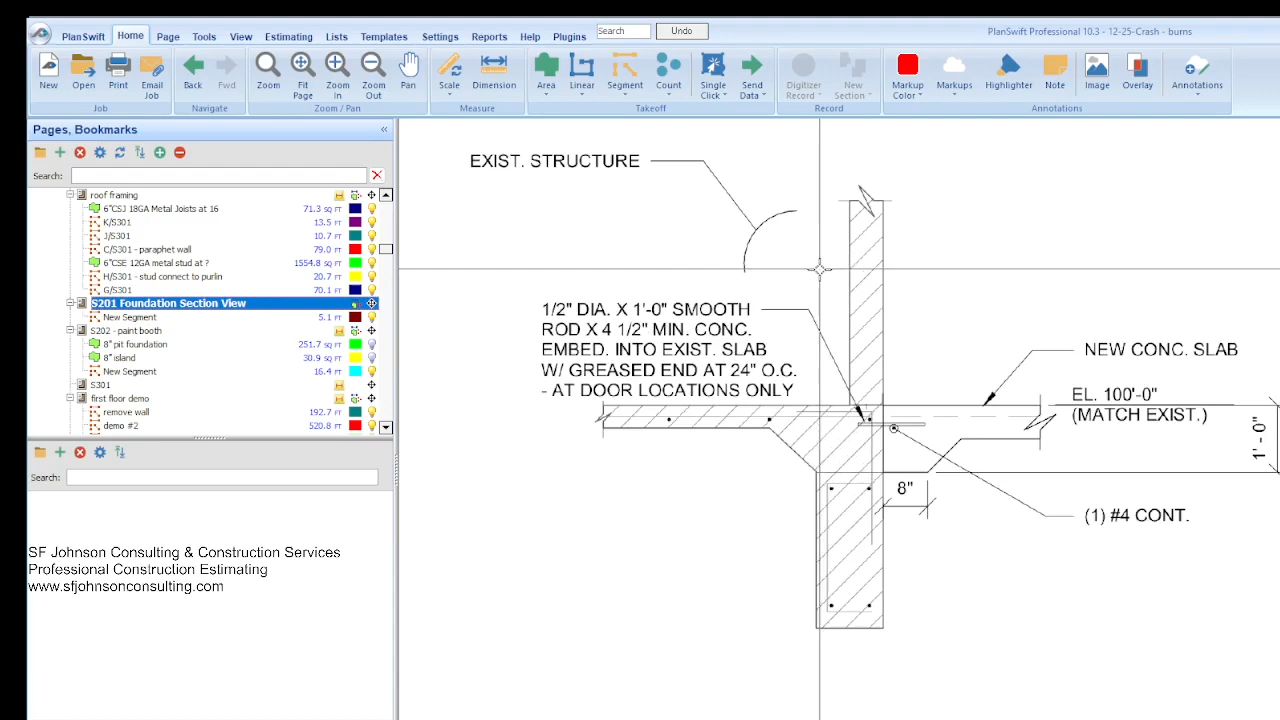 PlanSwift Home Page Tools View Estimating Lists Templates Settings Reports Help Plugins Search Undo PlanSwift Professional 10.3 - 12-25-Crash - burns
New Open Print Email Job Back Fwd Zoom Fit Page Zoom In Zoom Out Pan Scale Dimension Area Linear Segment Count Single Click Send Data Digitizer Record New Section Markup Color Markups Highlighter Note Image Overlay Annotations
Job Navigate Zoom / Pan Measure Takeoff Record Annotations
Pages, Bookmarks
Search:
roof framing
6"CSJ 18GA Metal Joists at 16 71.3 SQ FT
K/S301 13.5 FT
J/S301 10.7 FT
C/S301 - paraphet wall 79.0 FT
6"CSE 12GA metal stud at ? 1554.8 SQ FT
H/S301 - stud connect to purlin 20.7 FT
G/S301 70.1 FT
S201 Foundation Section View
New Segment 5.1 FT
S202 - paint booth
8" pit foundation 251.7 SQ FT
8" island 30.9 SQ FT
New Segment 16.4 FT
S301
first floor demo
remove wall 192.7 FT
demo #2 520.8 FT
Search:
SF Johnson Consulting & Construction Services
Professional Construction Estimating
www.sfjohnsonconsulting.com
EXIST. STRUCTURE
1/2" DIA. X 1'-0" SMOOTH
ROD X 4 1/2" MIN. CONC.
EMBED. INTO EXIST. SLAB
W/ GREASED END AT 24" O.C.
- AT DOOR LOCATIONS ONLY
NEW CONC. SLAB
EL. 100'-0"
(MATCH EXIST.)
1' - 0"
8"
(1) #4 CONT.